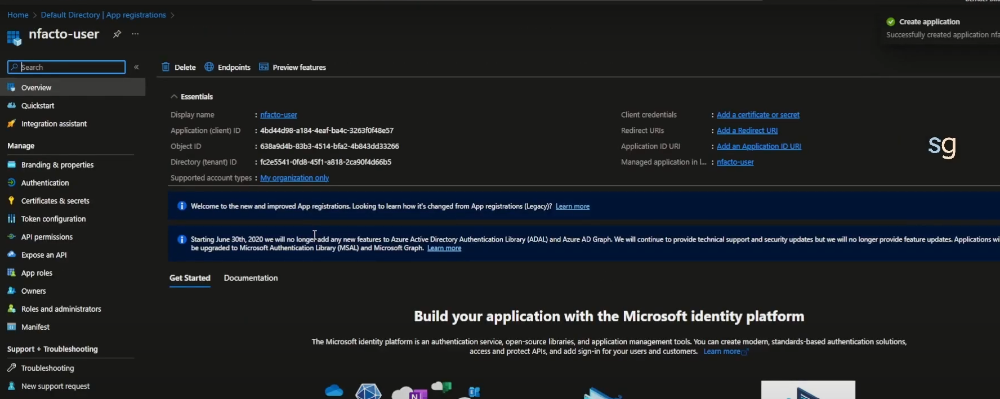 Home > Default Directory | App registrations >
nfacto-user
Create application
Successfully created application nfa
Search
«
Delete
Endpoints
Preview features
Overview
Quickstart
Integration assistant
Manage
Branding & properties
Authentication
Certificates & secrets
Token configuration
API permissions
Expose an API
App roles
Owners
Roles and administrators
Manifest
Support + Troubleshooting
Troubleshooting
New support request
Essentials
Display name : nfacto-user
Application (client) ID : 4bd44d98-a184-4eaf-ba4c-3263f0f48e57
Object ID : 638a9d4b-83b3-4514-bfa2-4b843dd33266
Directory (tenant) ID : fc2e5541-0fd8-45f1-a818-2ca90f4d66b5
Supported account types : My organization only
Client credentials : Add a certificate or secret
Redirect URIs : Add a Redirect URI
Application ID URI : Add an Application ID URI
Managed application in l... : nfacto-user
sg
Welcome to the new and improved App registrations. Looking to learn how it's changed from App registrations (Legacy)? Learn more
Starting June 30th, 2020 we will no longer add any new features to Azure Active Directory Authentication Library (ADAL) and Azure AD Graph. We will continue to provide technical support and security updates but we will no longer provide feature updates. Applications wi
be upgraded to Microsoft Authentication Library (MSAL) and Microsoft Graph. Learn more
Get Started
Documentation
Build your application with the Microsoft identity platform
The Microsoft identity platform is an authentication service, open-source libraries, and application management tools. You can create modern, standards-based authentication solutions,
access and protect APIs, and add sign-in for your users and customers. Learn more
N
E